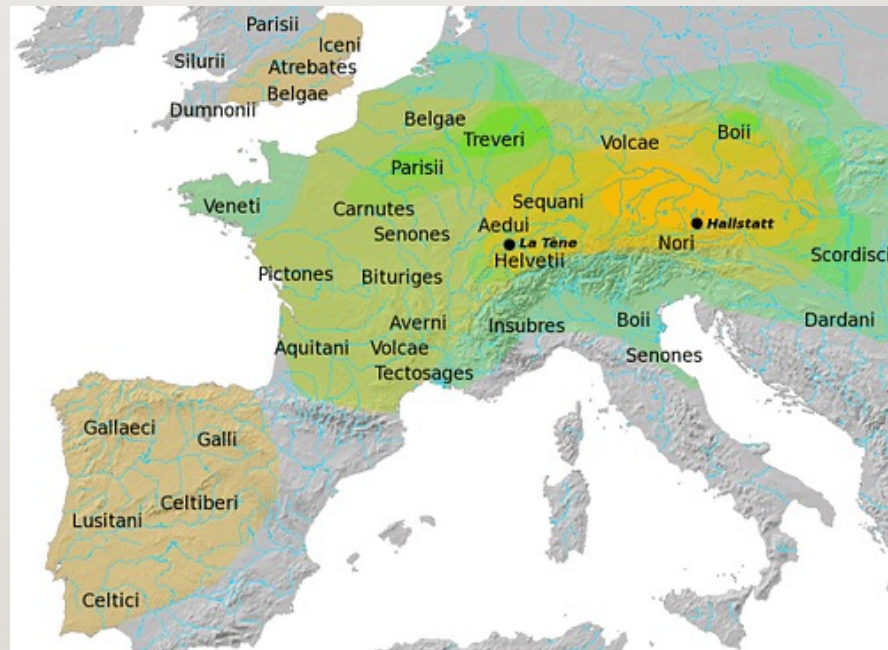 Parisii
Iceni
Silurii
Atrebates
Belgae
Dumnonii
Belgae
Treveri
Volcae
Boii
Parisii
Veneti
Carnutes
Sequani
Senones
Aedui
Hallstatt
La Tène
Nori
Helvetii
Scordisci
Pictones
Bituriges
Averni
Insubres
Boii
Dardani
Aquitani
Volcae
Tectosages
Senones
Gallaeci
Galli
Celtiberi
Lusitani
Celtici